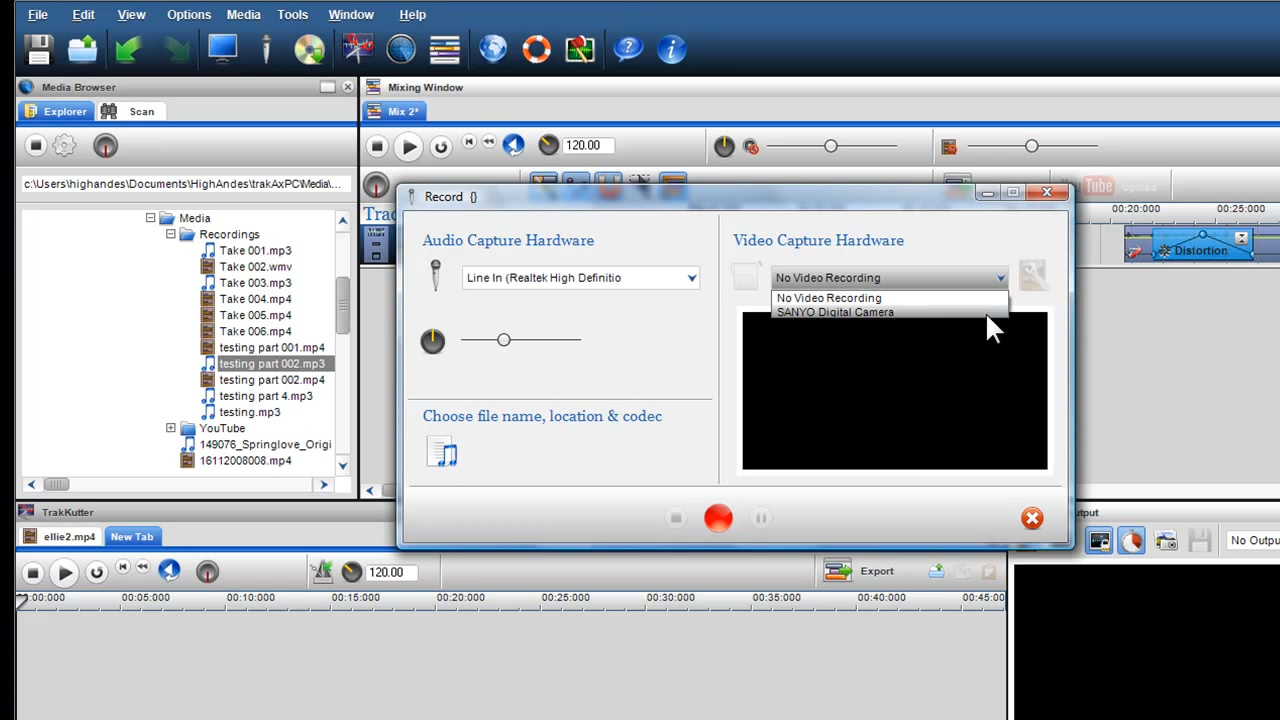 File Edit View Options Media Tools Window Help
Media Browser
Mixing Window
Explorer Scan
Mix 2*
120.00
c:\Users\highandes\Documents\HighAndes\trakAxPC\Media\...
Tube Upload
Record {}
00:20:000 00:25:000
Media
Recordings
Take 001.mp3
Take 002.wmv
Take 003.mp3
Take 004.mp4
Take 005.mp4
Take 006.mp4
testing part 001.mp4
testing part 002.mp3
testing part 002.mp4
testing part 4.mp3
testing.mp3
YouTube
149076_Springlove_Origi
16112008008.mp4
Trac
Distortion
Audio Capture Hardware
Line In (Realtek High Definitio
Video Capture Hardware
No Video Recording
No Video Recording
SANYO Digital Camera
Choose file name, location & codec
TrakKutter
utput
ellie2.mp4 New Tab
No Outpu
120.00
Export
:00:000 00:05:000 00:10:000 00:15:000 00:20:000 00:25:000 00:30:000 00:35:000 00:40:000 00:45:00